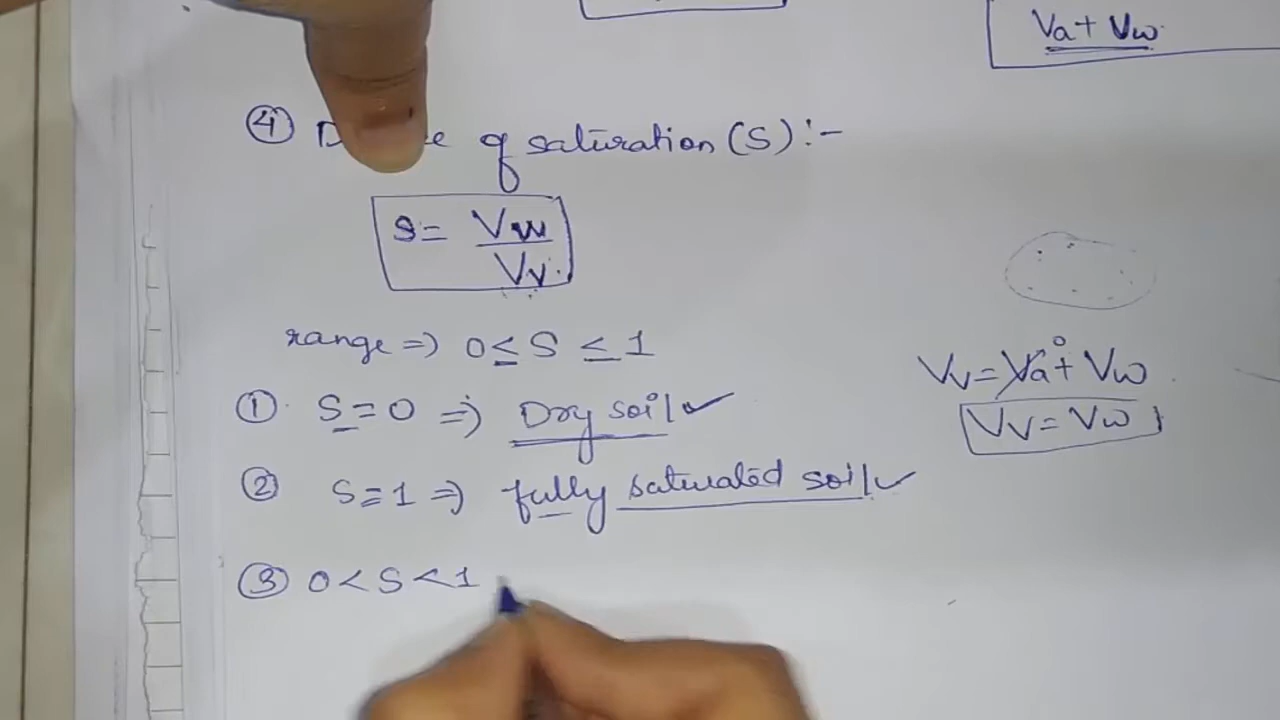 Va + Vw
④ D e of saturation (S) :-
S = Vw / Vv
range => 0 ≤ S ≤ 1
① S = 0 => Dry soil ✓
② S = 1 => fully saturated soil ✓
③ 0 < S < 1
Vv = Va⁰ + Vw
Vv = Vw